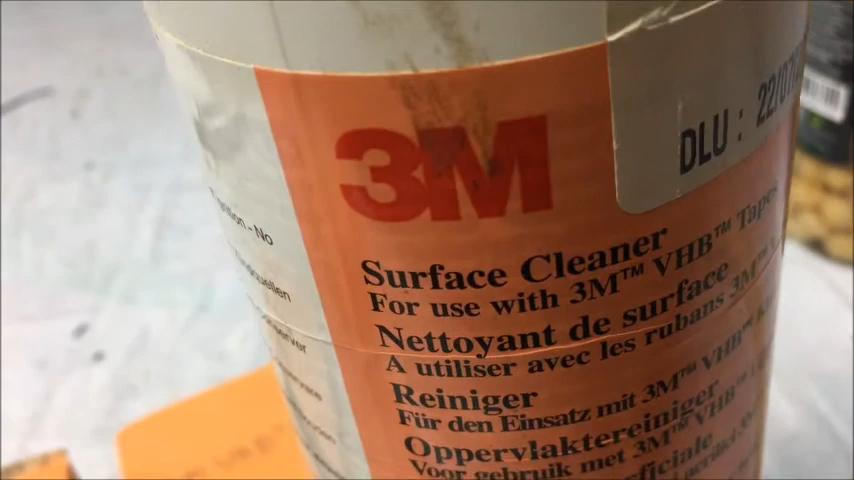 3M
DLU : 22/07/
Surface Cleaner
For use with 3M™ VHB™ Tapes
Nettoyant de surface
A utiliser avec les rubans 3M™
Reiniger
Für den Einsatz mit 3M™ VHB™
Oppervlaktereiniger
Voor gebruik met 3M™ VHB™
- No